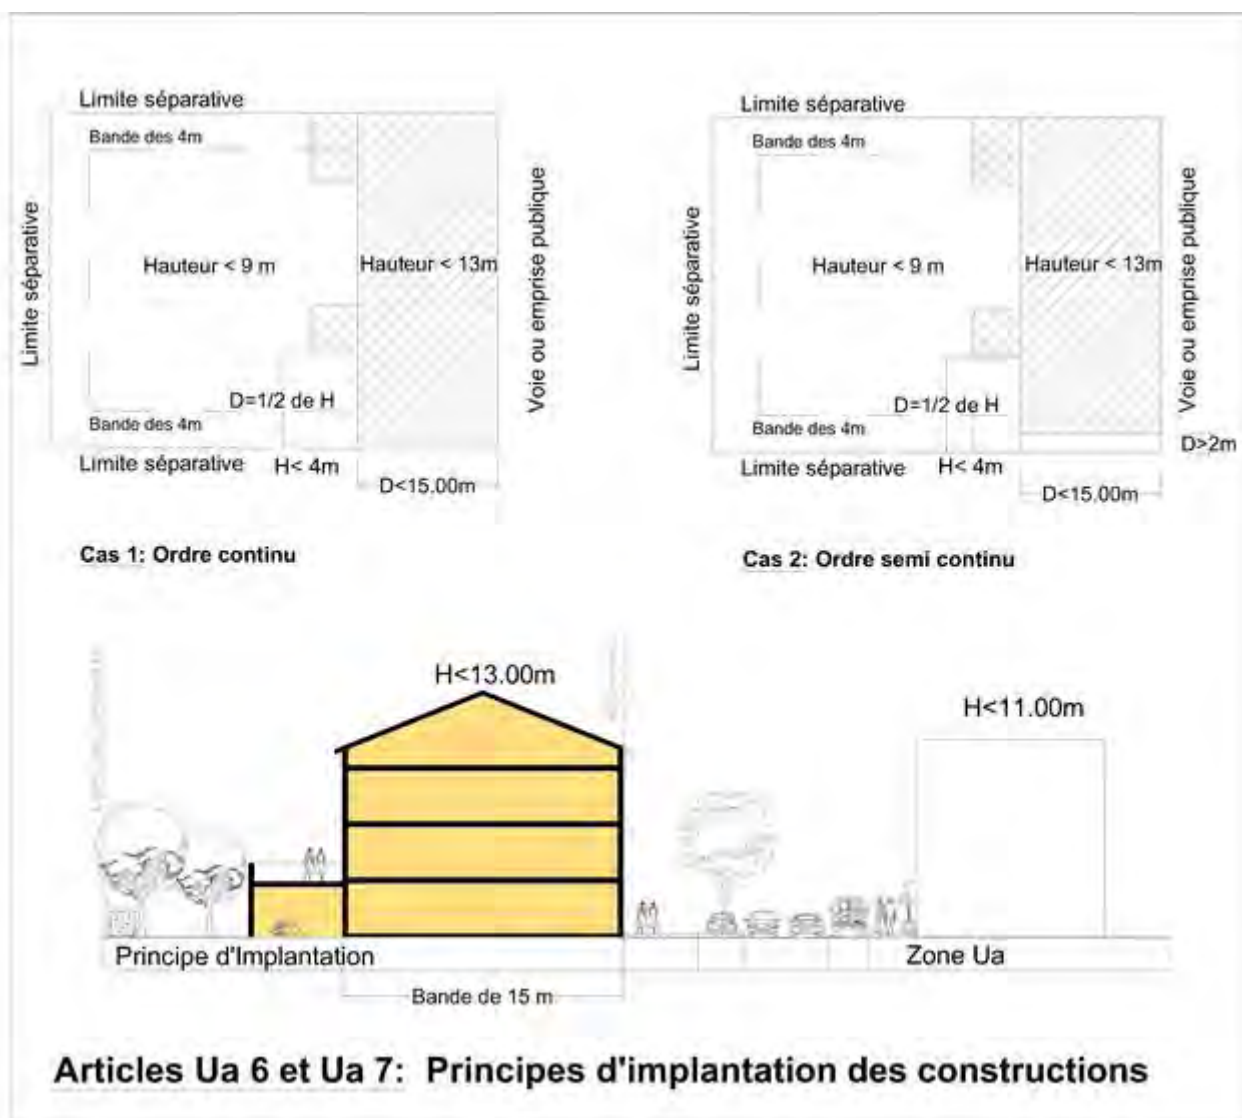 Limite séparative
Bande des 4m
Limite séparative
Hauteur < 9 m
Hauteur < 13m
Voie ou emprise publique
D=1/2 de H
Bande des 4m
Limite séparative
H< 4m
D<15.00m
Cas 1: Ordre continu
Limite séparative
Bande des 4m
Limite séparative
Hauteur < 9 m
Hauteur < 13m
Voie ou emprise publique
D=1/2 de H
Bande des 4m
D>2m
Limite séparative
H< 4m
D<15.00m
Cas 2: Ordre semi continu
H<13.00m
H<11.00m
Principe d'Implantation
Zone Ua
Bande de 15 m
Articles Ua 6 et Ua 7: Principes d'implantation des constructions